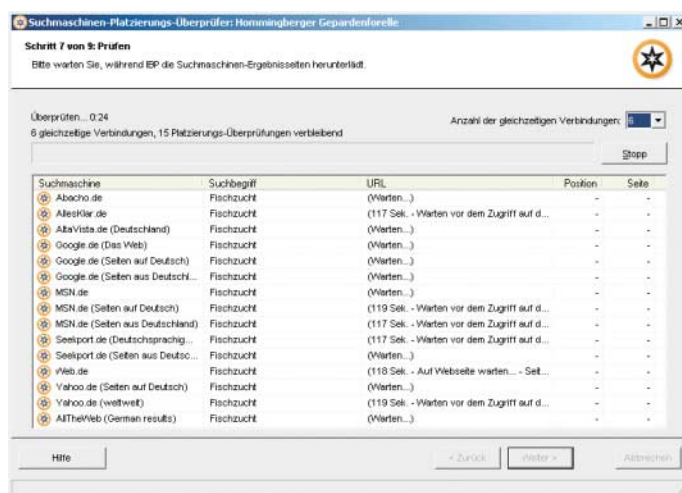 Suchmaschinen-Platzierungs-Überprüfer: Hommingberger Gepardenforelle
Schritt 7 von 9: Prüfen
Bitte warten Sie, während IBP die Suchmaschinen-Ergebnisseiten herunterlädt.
Überprüfen... 0:24
Anzahl der gleichzeitigen Verbindungen: 6
6 gleichzeitige Verbindungen, 15 Platzierungs-Überprüfungen verbleibend
Stopp
Suchmaschine Suchbegriff URL Position Seite
Abacho.de Fischzucht (Warten...) - -
AllesKlar.de Fischzucht (117 Sek. - Warten vor dem Zugriff auf d... - -
AltaVista.de (Deutschland) Fischzucht (Warten...) - -
Google.de (Das Web) Fischzucht (Warten...) - -
Google.de (Seiten auf Deutsch) Fischzucht (Warten...) - -
Google.de (Seiten aus Deutschl... Fischzucht (Warten...) - -
MSN.de Fischzucht (Warten...) - -
MSN.de (Seiten auf Deutsch) Fischzucht (119 Sek. - Warten vor dem Zugriff auf d... - -
MSN.de (Seiten aus Deutschland) Fischzucht (117 Sek. - Warten vor dem Zugriff auf d... - -
Seekport.de (Deutschsprachig... Fischzucht (117 Sek. - Warten vor dem Zugriff auf d... - -
Seekport.de (Seiten aus Deutsc... Fischzucht (Warten...) - -
Web.de Fischzucht (118 Sek. - Auf Webseite warten... - Seit... - -
Yahoo.de (Seiten auf Deutsch) Fischzucht (Warten...) - -
Yahoo.de (weltweit) Fischzucht (119 Sek. - Warten vor dem Zugriff auf d... - -
AllTheWeb (German results) Fischzucht (Warten...) - -
Hilfe < Zurück Weiter > Abbrechen